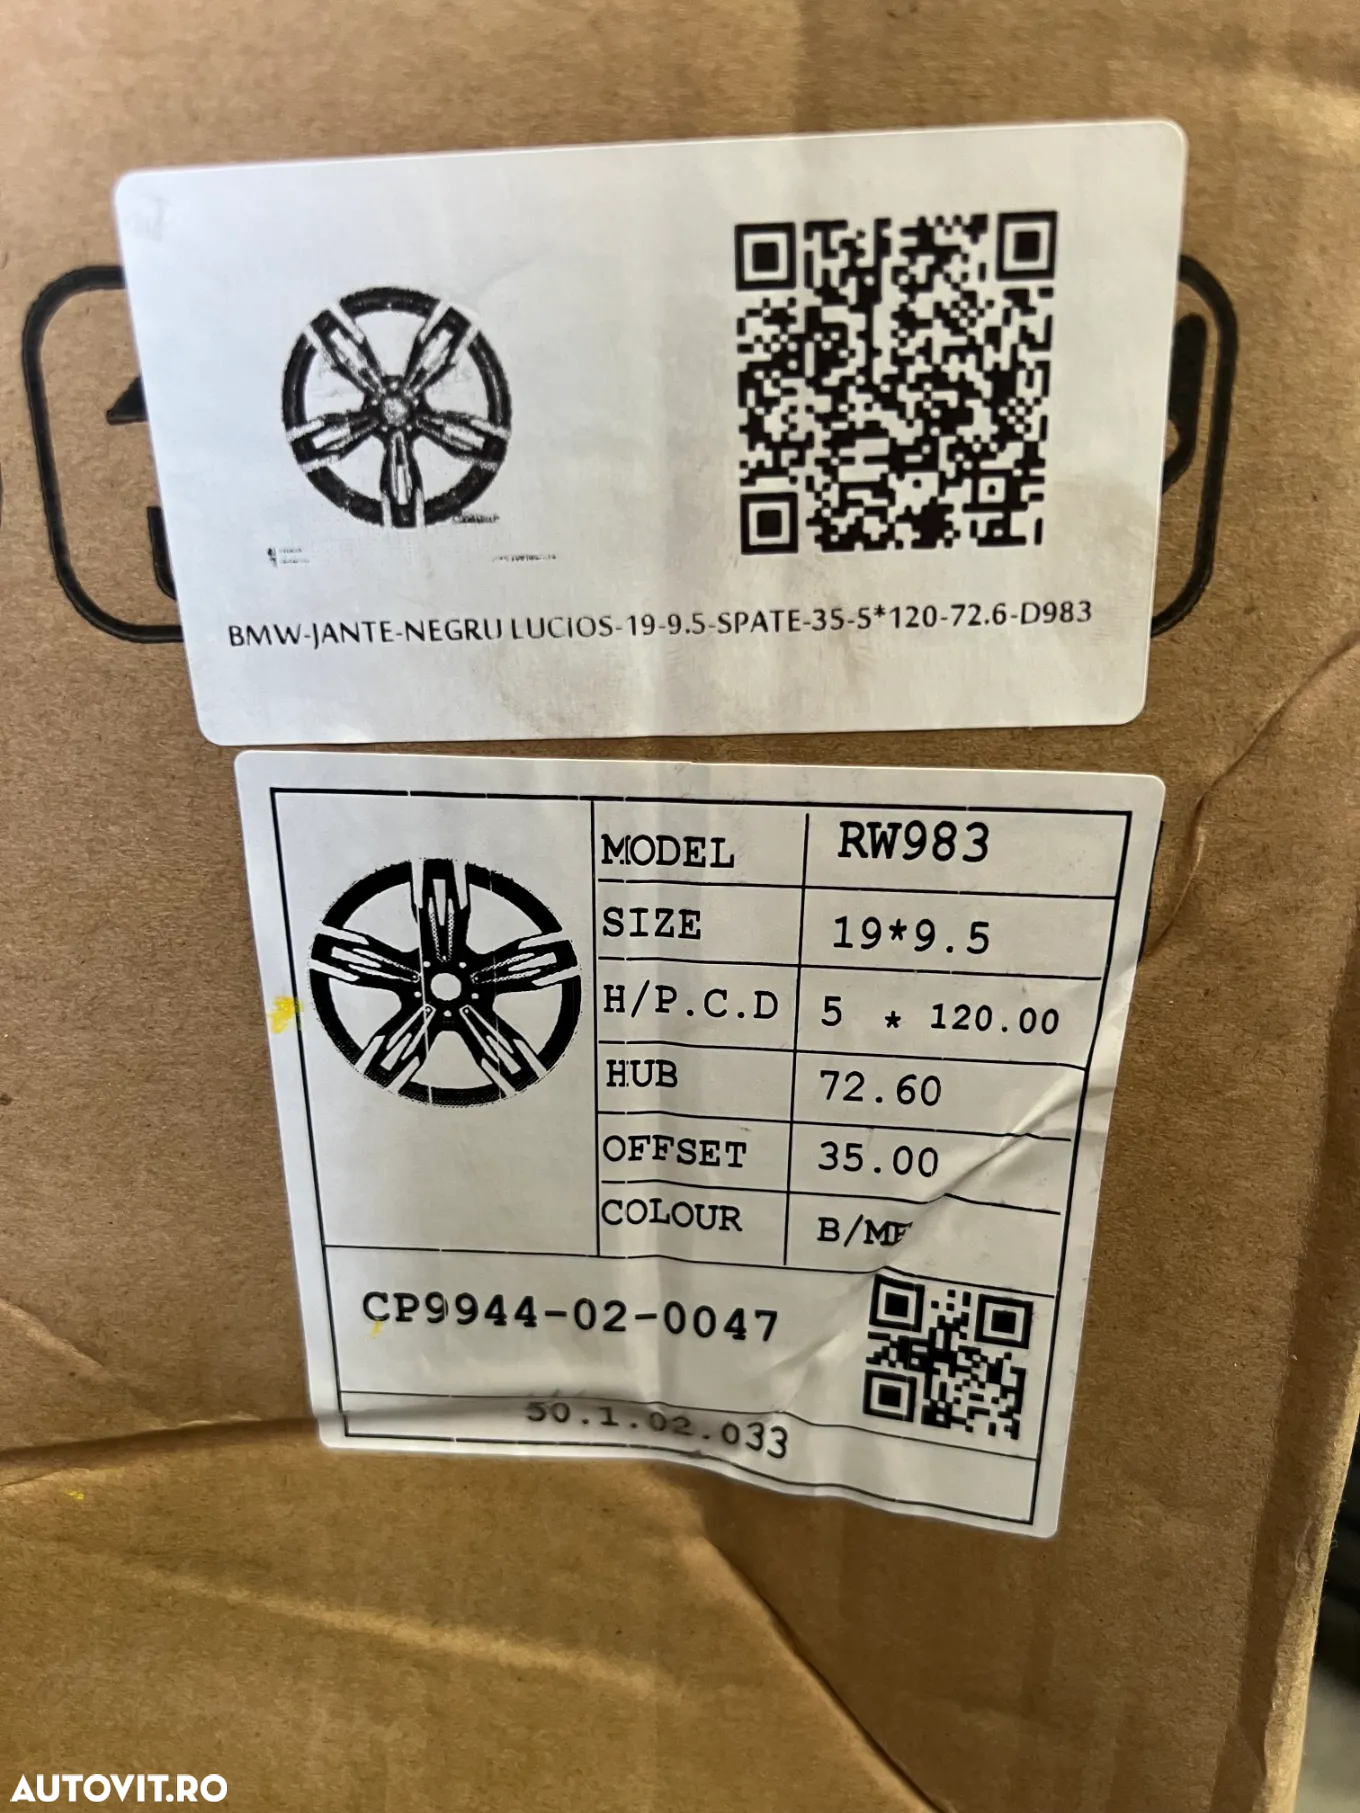 BMW-JANTE-NEGRU LUCIOS-19-9.5-SPATE-35-5*120-72.6-D983
MODEL RW983
SIZE 19*9.5
H/P.C.D 5 * 120.00
HUB 72.60
OFFSET 35.00
COLOUR B/MF
CP9944-02-0047
50.1.02.033
AUTOVIT.RO